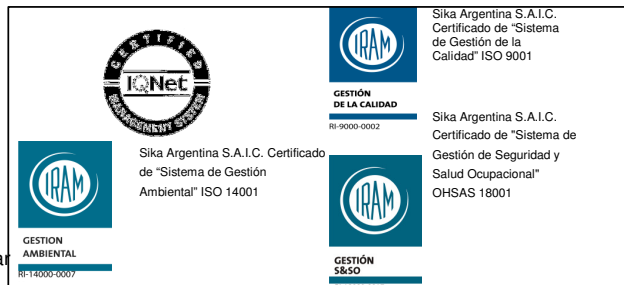 CERTIFIED
IQNet
MANAGEMENT SYSTEM
IRAM
GESTIÓN
DE LA CALIDAD
RI-9000-0002
Sika Argentina S.A.I.C.
Certificado de “Sistema
de Gestión de la
Calidad” ISO 9001
IRAM
GESTION
AMBIENTAL
RI-14000-0007
Sika Argentina S.A.I.C. Certificado
de “Sistema de Gestión
Ambiental” ISO 14001
IRAM
GESTIÓN
S&SO
Sika Argentina S.A.I.C.
Certificado de "Sistema de
Gestión de Seguridad y
Salud Ocupacional"
OHSAS 18001
ar